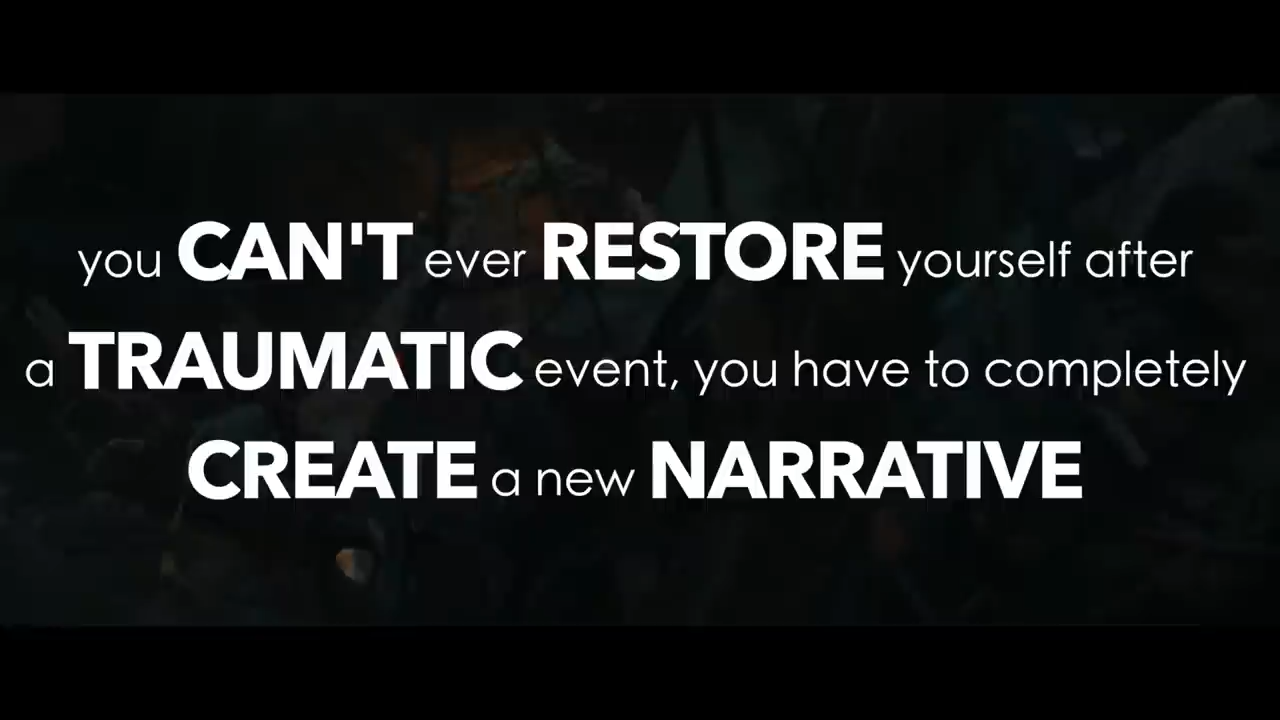 you CAN'T ever RESTORE yourself after
a TRAUMATIC event, you have to completely
CREATE a new NARRATIVE